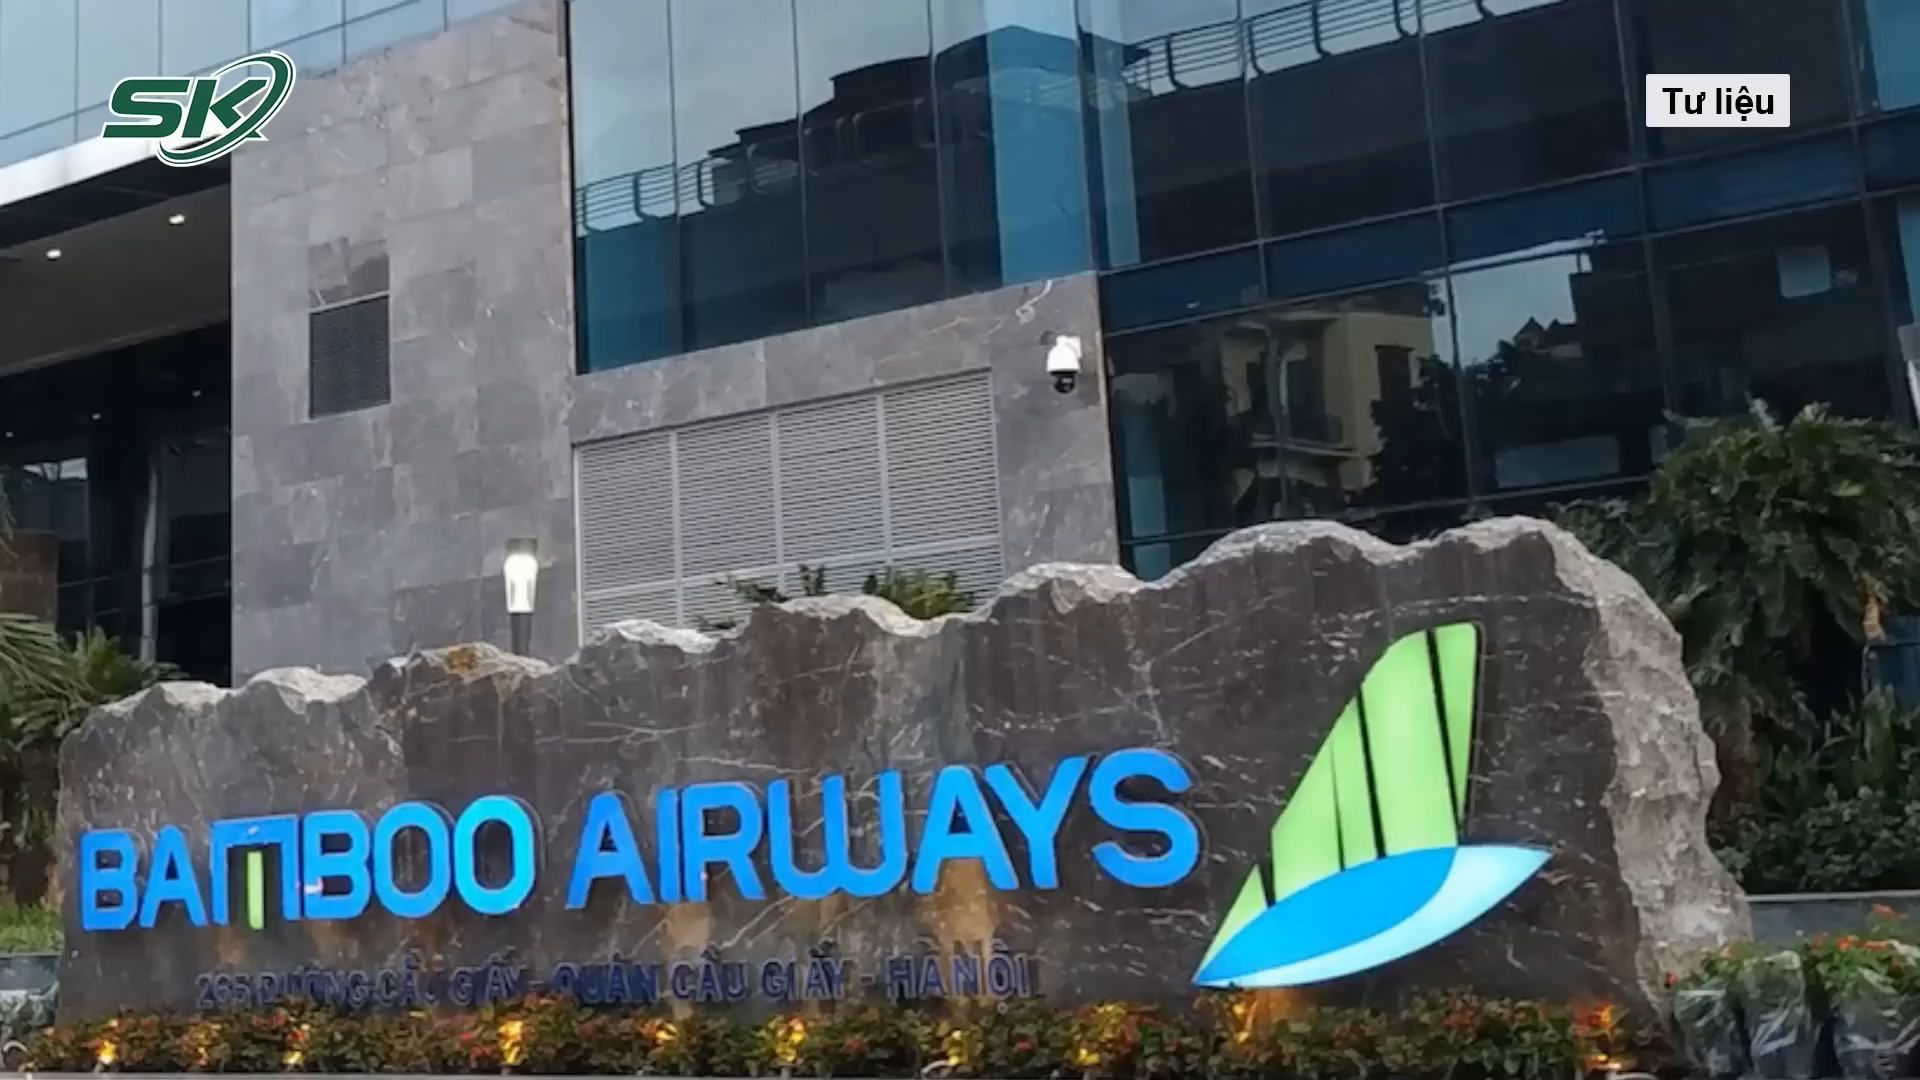 SK
Tư liệu
BAMBOO AIRWAYS
265 ĐƯỜNG CẦU GIẤY - QUẬN CẦU GIẤY - HÀ NỘI